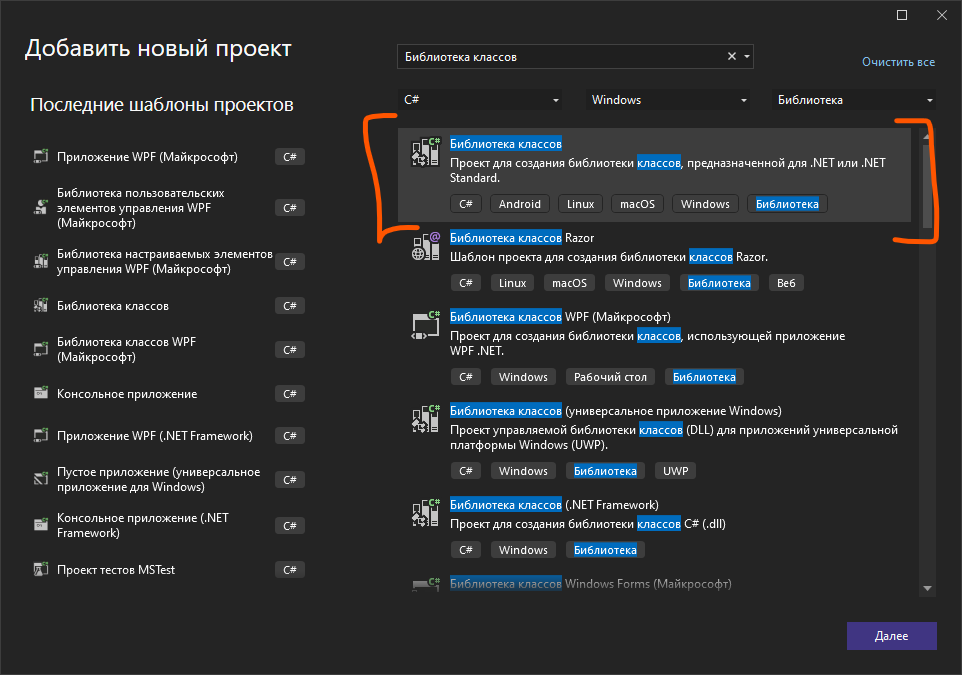 Добавить новый проект
Библиотека классов
Очистить все
Последние шаблоны проектов
C#
Windows
Библиотека
Приложение WPF (Майкрософт)
C#
Библиотека пользовательских
элементов управления WPF
(Майкрософт)
C#
Библиотека настраиваемых элементов
управления WPF (Майкрософт)
C#
Библиотека классов
C#
Библиотека классов WPF
(Майкрософт)
C#
Консольное приложение
C#
Приложение WPF (.NET Framework)
C#
Пустое приложение (универсальное
приложение для Windows)
C#
Консольное приложение (.NET
Framework)
C#
Проект тестов MSTest
C#
Библиотека классов
Проект для создания библиотеки классов, предназначенной для .NET или .NET
Standard.
C# Android Linux macOS Windows Библиотека
Библиотека классов Razor
Шаблон проекта для создания библиотеки классов Razor.
C# Linux macOS Windows Библиотека Веб
Библиотека классов WPF (Майкрософт)
Проект для создания библиотеки классов, использующей приложение
WPF .NET.
C# Windows Рабочий стол Библиотека
Библиотека классов (универсальное приложение Windows)
Проект управляемой библиотеки классов (DLL) для приложений универсальной
платформы Windows (UWP).
C# Windows Библиотека UWP
Библиотека классов (.NET Framework)
Проект для создания библиотеки классов C# (.dll)
C# Windows Библиотека
Библиотека классов Windows Forms (Майкрософт)
Далее